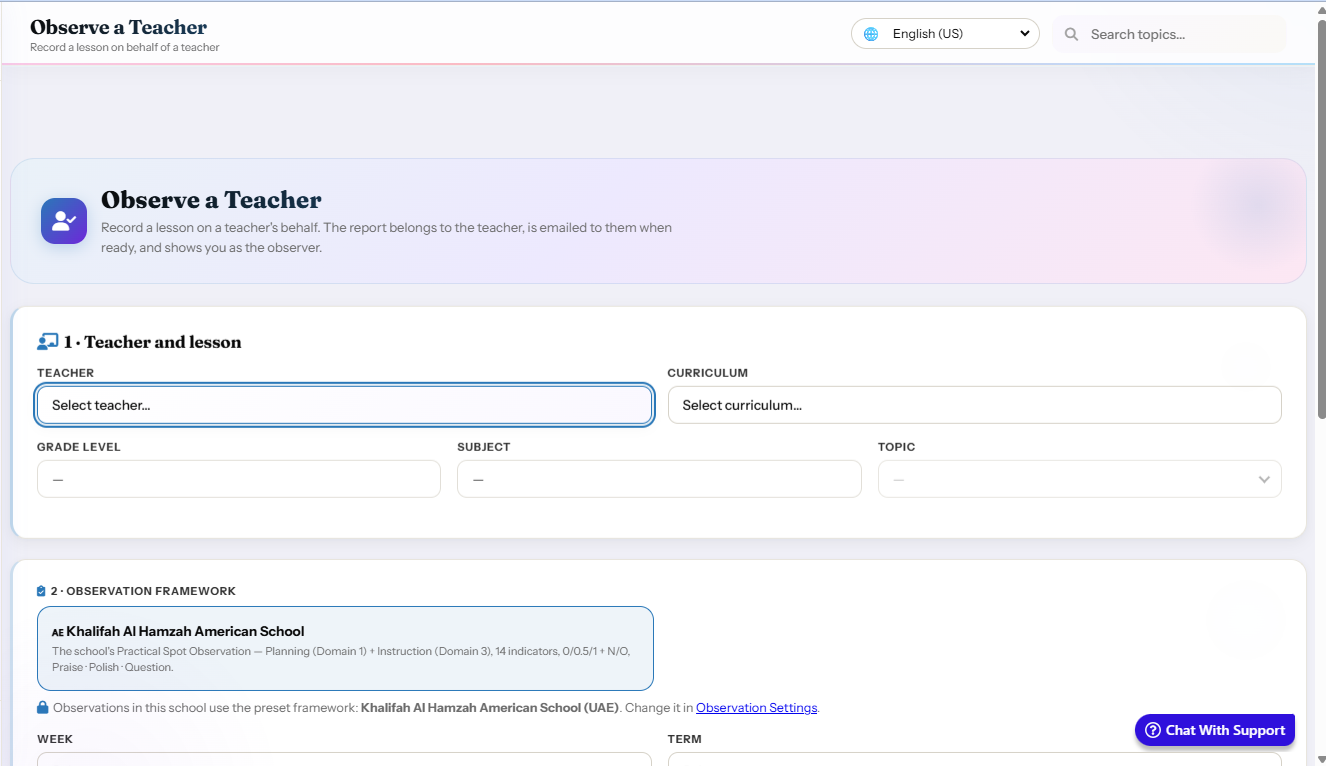 Observe a Teacher
Record a lesson on behalf of a teacher
English (US)
Search topics...
Observe a Teacher
Record a lesson on a teacher's behalf. The report belongs to the teacher, is emailed to them when
ready, and shows you as the observer.
1 · Teacher and lesson
TEACHER
CURRICULUM
Select teacher...
Select curriculum...
GRADE LEVEL
SUBJECT
TOPIC
—
—
—
2 · OBSERVATION FRAMEWORK
AE Khalifah Al Hamzah American School
The school's Practical Spot Observation — Planning (Domain 1) + Instruction (Domain 3), 14 indicators, 0/0.5/1 + N/O,
Praise · Polish · Question.
Observations in this school use the preset framework: Khalifah Al Hamzah American School (UAE). Change it in Observation Settings.
Chat With Support
WEEK
TERM